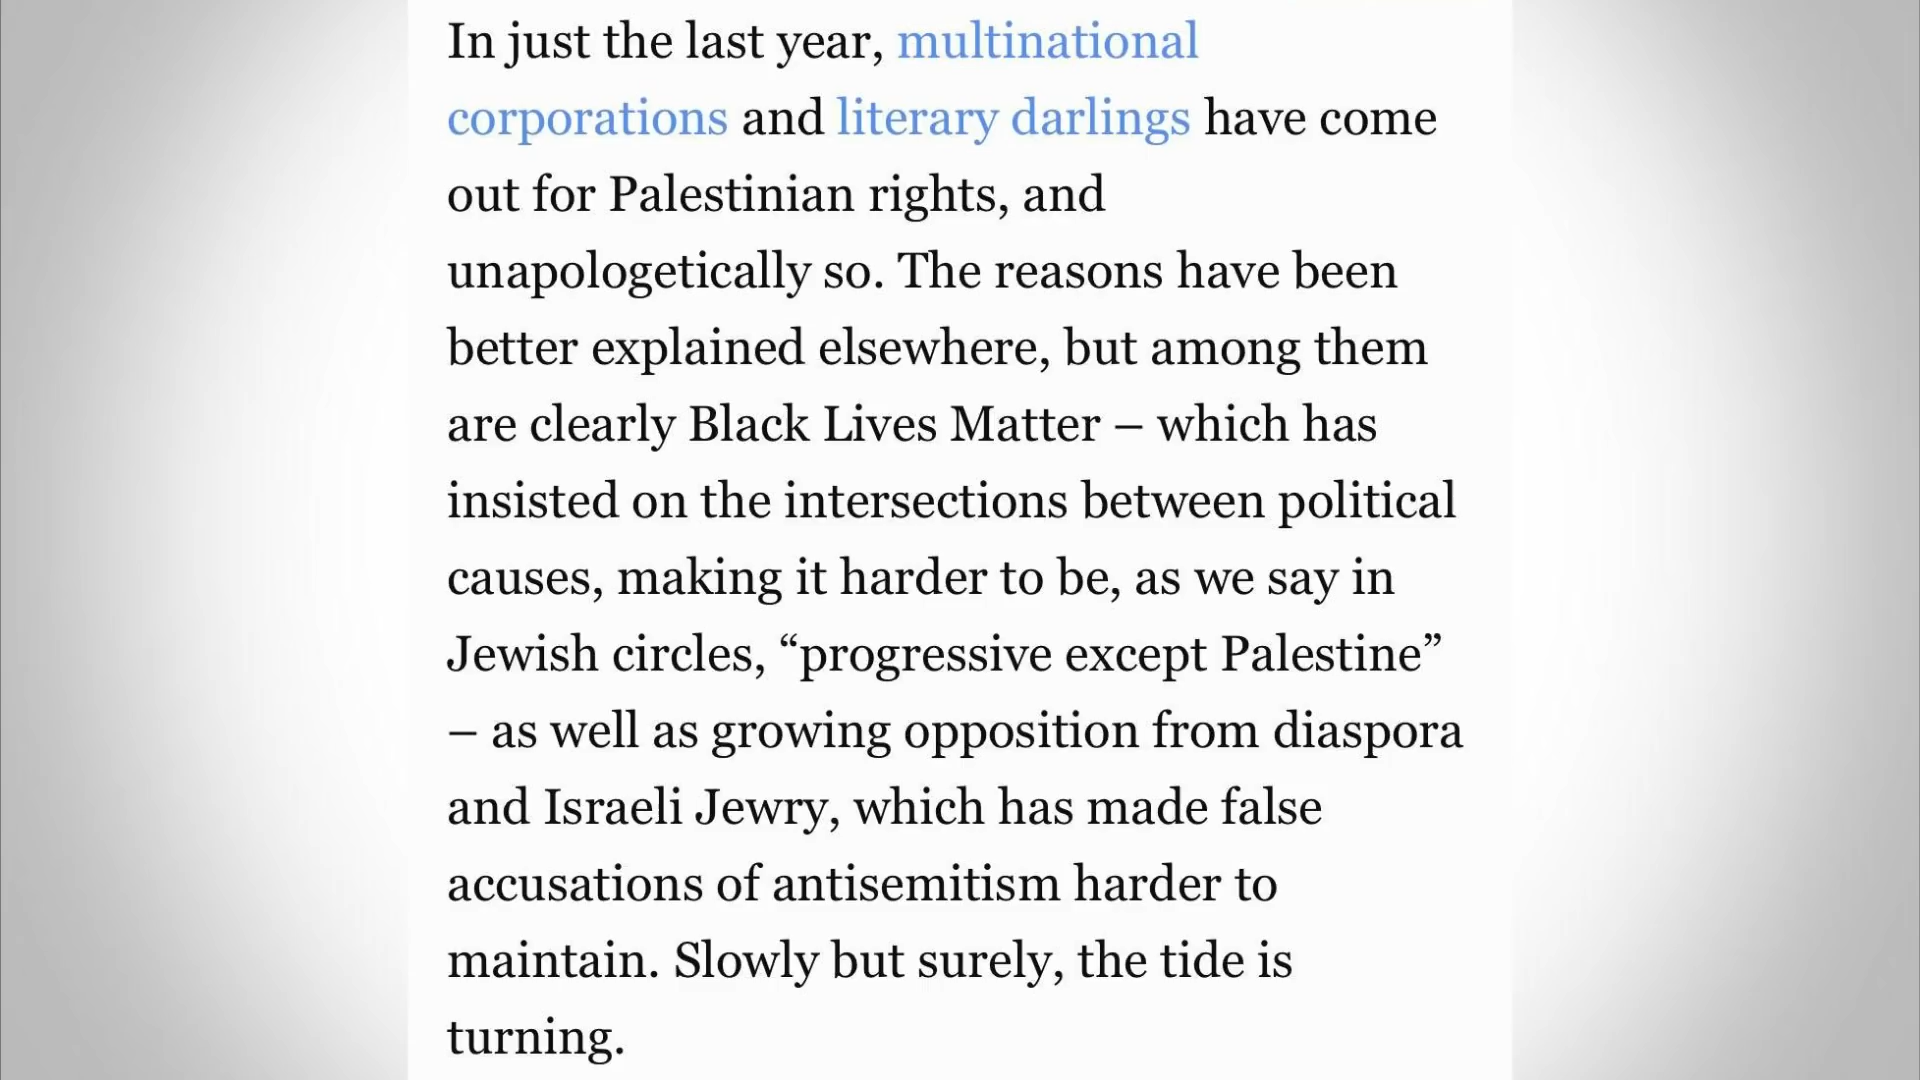 In just the last year, multinational
corporations and literary darlings have come
out for Palestinian rights, and
unapologetically so. The reasons have been
better explained elsewhere, but among them
are clearly Black Lives Matter – which has
insisted on the intersections between political
causes, making it harder to be, as we say in
Jewish circles, “progressive except Palestine”
– as well as growing opposition from diaspora
and Israeli Jewry, which has made false
accusations of antisemitism harder to
maintain. Slowly but surely, the tide is
turning.